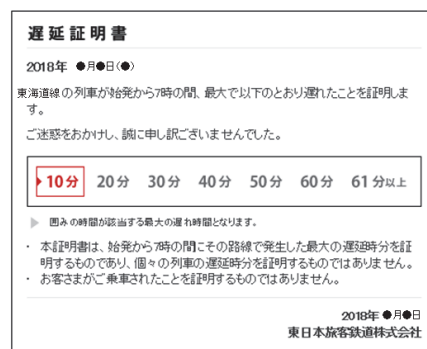 遅延証明書
2018年 ●月●日(●)
東海道線の列車が始発から7時の間、最大で以下のとおり遅れたことを証明しま
す。
ご迷惑をおかけし、誠に申し訳ございませんでした。
10分 20分 30分 40分 50分 60分 61分以上
囲みの時間が該当する最大の遅れ時間となります。
・ 本証明書は、始発から7時の間にその路線で発生した最大の遅延時分を証
明するものであり、個々の列車の遅延時分を証明するものではありません。
・ お客さまがご乗車されたことを証明するものではありません。
2018年 ●月●日
東日本旅客鉄道株式会社